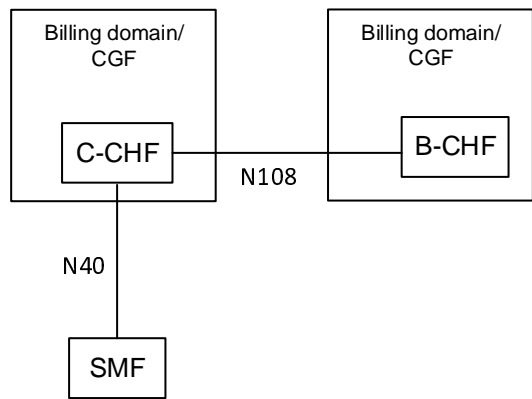 Billing domain/
CGF
Billing domain/
CGF
C-CHF
B-CHF
N108
N40
SMF